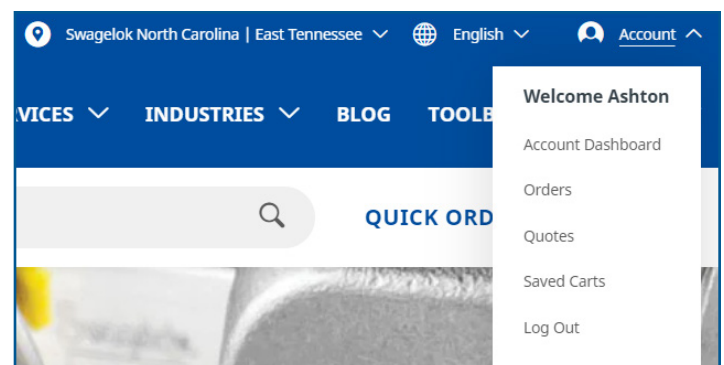 Swagelok North Carolina | East Tennessee English Account
VICES INDUSTRIES BLOG TOOLB
QUICK ORD
Welcome Ashton
Account Dashboard
Orders
Quotes
Saved Carts
Log Out